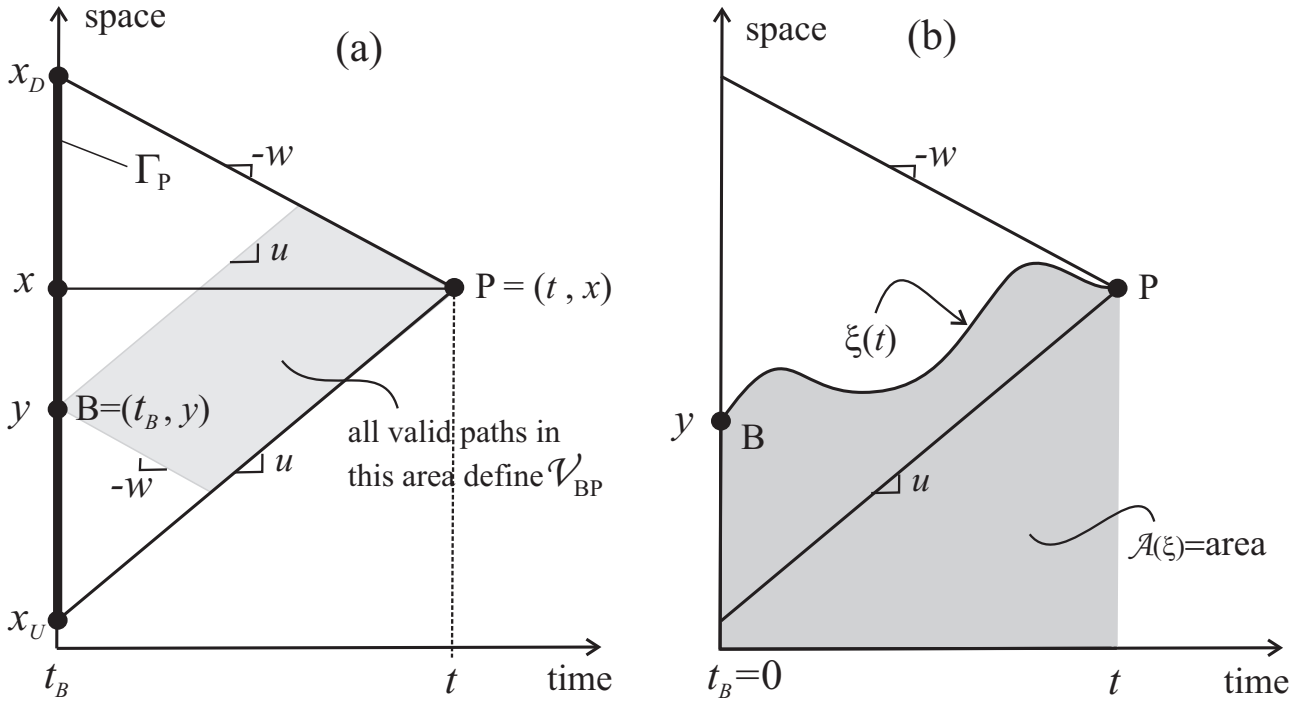 space
(a)
x_D
-w
Γ_P
u
x
P = (t , x)
y
B=(t_B, y)
all valid paths in
this area define 𝒱_BP
u
-w
x_U
t_B
t
time
space
(b)
-w
P
ξ(t)
y
B
u
𝒜(ξ)=area
t_B=0
t
time